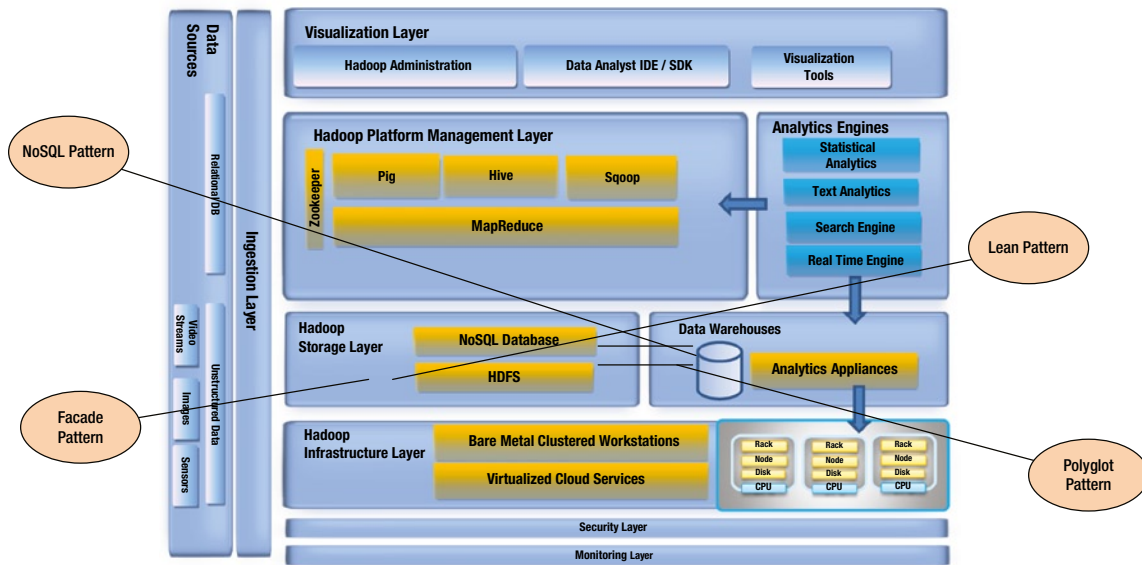 Data
Sources
Relational/DB
Video
Streams
Images
Sensors
Unstructured Data
Ingestion Layer
Visualization Layer
Hadoop Administration
Data Analyst IDE / SDK
Visualization
Tools
Hadoop Platform Management Layer
Zookeeper
Pig
Hive
Sqoop
MapReduce
Analytics Engines
Statistical
Analytics
Text Analytics
Search Engine
Real Time Engine
NoSQL Pattern
Lean Pattern
Facade
Pattern
Polyglot
Pattern
Hadoop
Storage Layer
NoSQL Database
HDFS
Data Warehouses
Analytics Appliances
Hadoop
Infrastructure Layer
Bare Metal Clustered Workstations
Virtualized Cloud Services
Rack
Node
Disk
CPU
Rack
Node
Disk
CPU
Rack
Node
Disk
CPU
Security Layer
Monitoring Layer